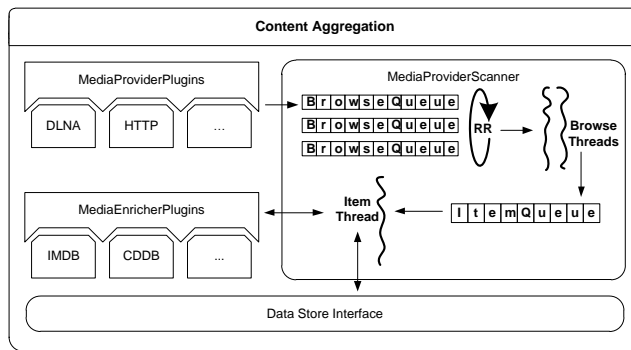 Content Aggregation
MediaProviderPlugins
DLNA
HTTP
...
MediaProviderScanner
BrowseQueue
BrowseQueue
BrowseQueue
RR
Browse
Threads
MediaEnricherPlugins
IMDB
CDDB
...
Item
Thread
ItemQueue
Data Store Interface